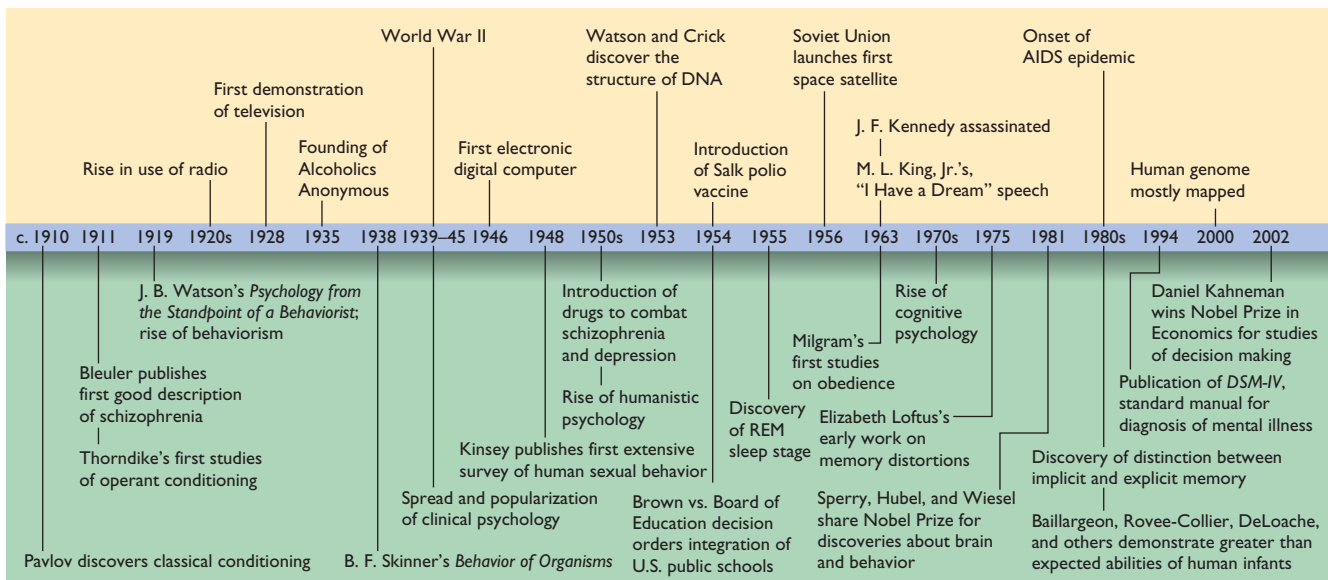 World War II
Watson and Crick
discover the
structure of DNA
Soviet Union
launches first
space satellite
Onset of
AIDS epidemic
First demonstration
of television
J. F. Kennedy assassinated
Rise in use of radio
Founding of
Alcoholics
Anonymous
First electronic
digital computer
Introduction
of Salk polio
vaccine
M. L. King, Jr.'s,
“I Have a Dream” speech
Human genome
mostly mapped
c. 1910 1911 1919 1920s 1928 1935 1938 1939–45 1946 1948 1950s 1953 1954 1955 1956 1963 1970s 1975 1981 1980s 1994 2000 2002
J. B. Watson's Psychology from
the Standpoint of a Behaviorist;
rise of behaviorism
Introduction of
drugs to combat
schizophrenia
and depression
Rise of
cognitive
psychology
Daniel Kahneman
wins Nobel Prize in
Economics for studies
of decision making
Milgram's
first studies
on obedience
Bleuler publishes
first good description
of schizophrenia
Rise of humanistic
psychology
Discovery
of REM
sleep stage
Elizabeth Loftus's
early work on
memory distortions
Publication of DSM-IV,
standard manual for
diagnosis of mental illness
Thorndike's first studies
of operant conditioning
Kinsey publishes first extensive
survey of human sexual behavior
Discovery of distinction between
implicit and explicit memory
Spread and popularization
of clinical psychology
Brown vs. Board of
Education decision
orders integration of
U.S. public schools
Sperry, Hubel, and Wiesel
share Nobel Prize for
discoveries about brain
and behavior
Baillargeon, Rovee-Collier, DeLoache,
and others demonstrate greater than
expected abilities of human infants
Pavlov discovers classical conditioning
B. F. Skinner's Behavior of Organisms